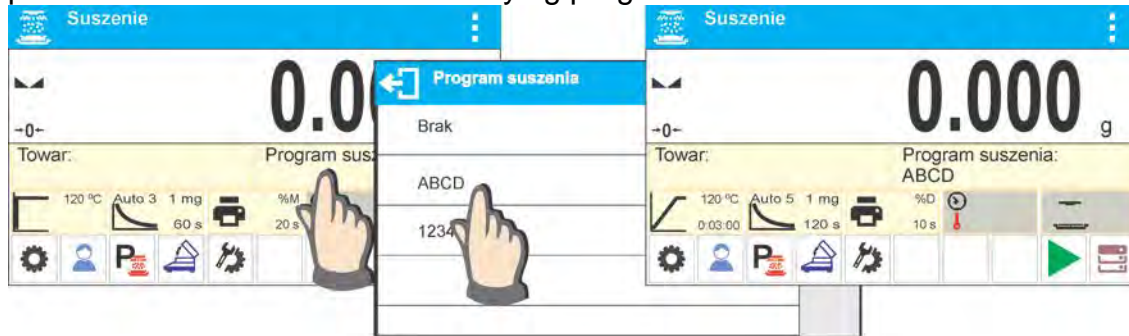 Suszenie
0.0
→0←
Towar:
Program susz
120 °C
Auto 3
1 mg
60 s
%M
20 s
P
Program suszenia
Brak
ABCD
1234
Suszenie
0.000
g
→0←
Towar:
Program suszenia:
ABCD
120 °C
0:03:00
Auto 5
1 mg
120 s
%D
10 s
P